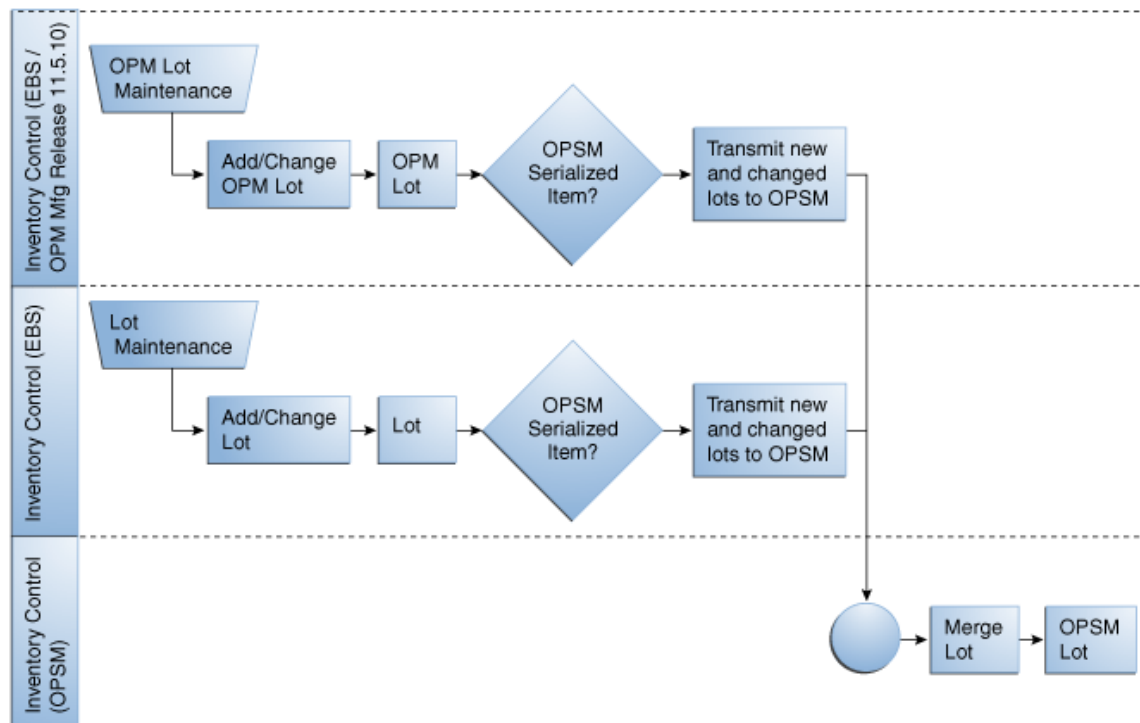 Inventory Control (EBS /
OPM Mfg Release 11.5.10)
OPM Lot
Maintenance
Add/Change
OPM Lot
OPM
Lot
OPSM
Serialized
Item?
Transmit new
and changed
lots to OPSM
Inventory Control (EBS)
Lot
Maintenance
Add/Change
Lot
Lot
OPSM
Serialized
Item?
Transmit new
and changed
lots to OPSM
Inventory Control
(OPSM)
Merge
Lot
OPSM
Lot